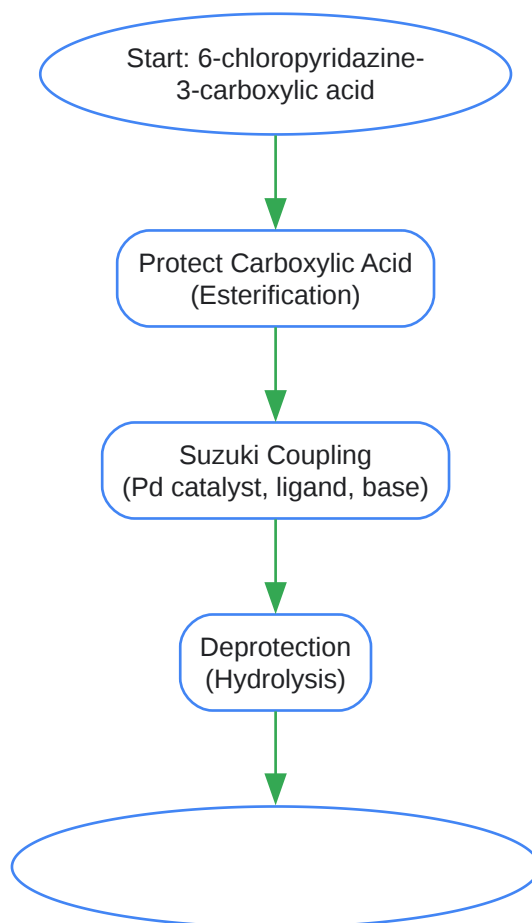 Start: 6-chloropyridazine-
3-carboxylic acid
Protect Carboxylic Acid
(Esterification)
Suzuki Coupling
(Pd catalyst, ligand, base)
Deprotection
(Hydrolysis)